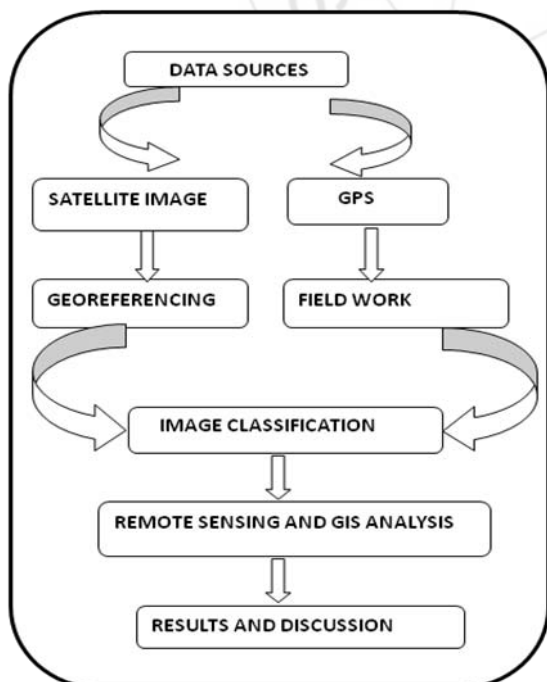 DATA SOURCES
SATELLITE IMAGE
GPS
GEOREFERENCING
FIELD WORK
IMAGE CLASSIFICATION
REMOTE SENSING AND GIS ANALYSIS
RESULTS AND DISCUSSION